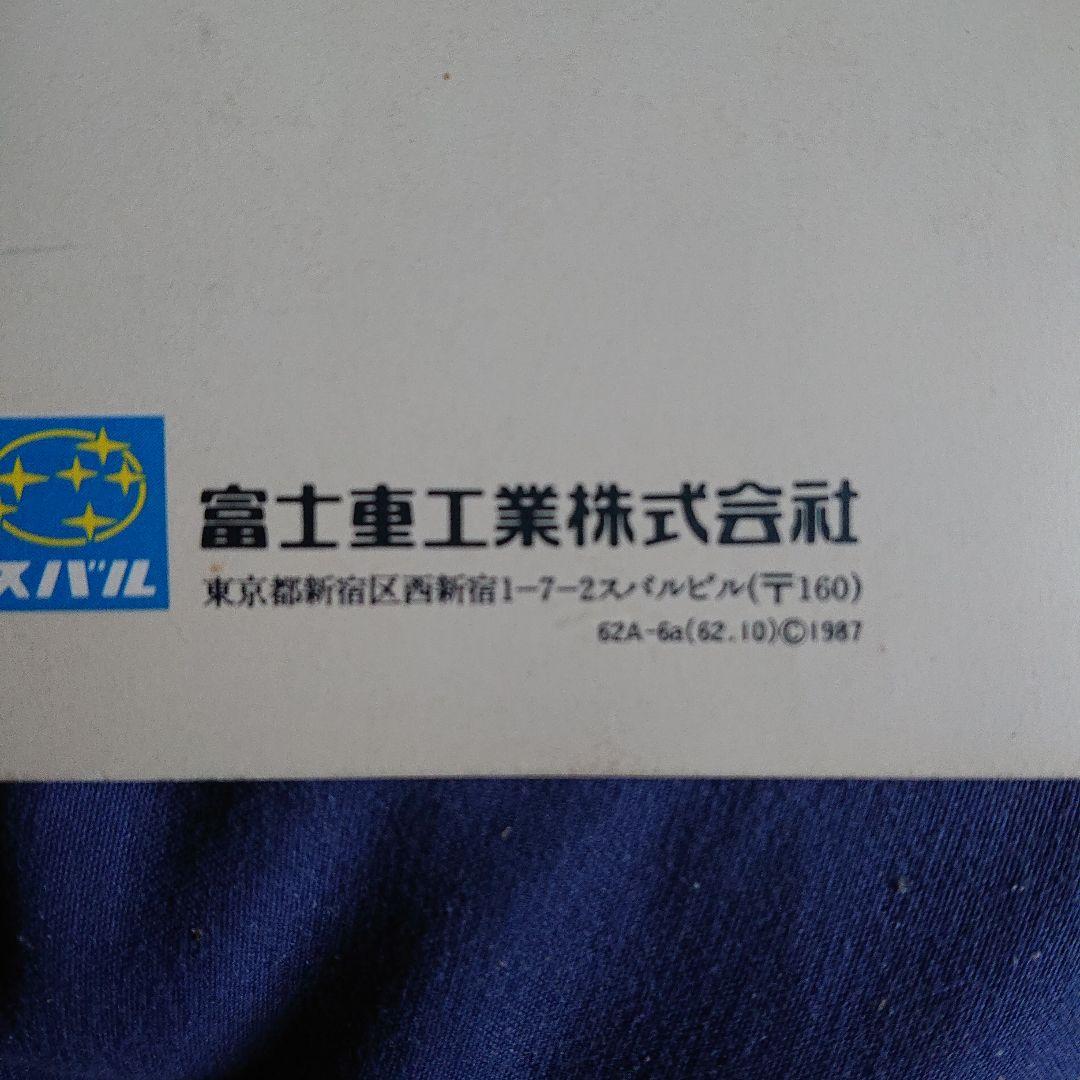 スバル
富士重工業株式会社
東京都新宿区西新宿1-7-2スバルビル(〒160)
62A-6a(62.10)©1987